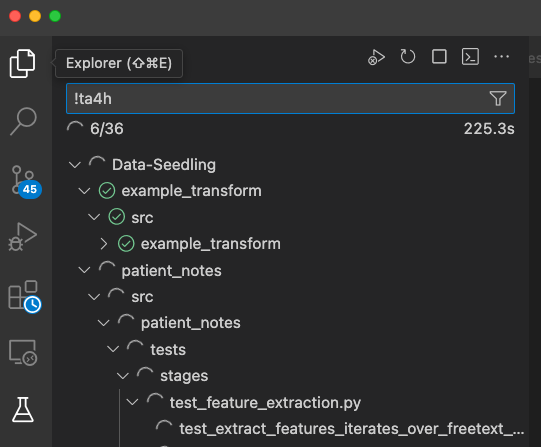 Explorer (⇧⌘E)
!ta4h
6/36 225.3s
Data-Seedling
45
example_transform
src
example_transform
patient_notes
src
patient_notes
tests
stages
test_feature_extraction.py
test_extract_features_iterates_over_freetext_...